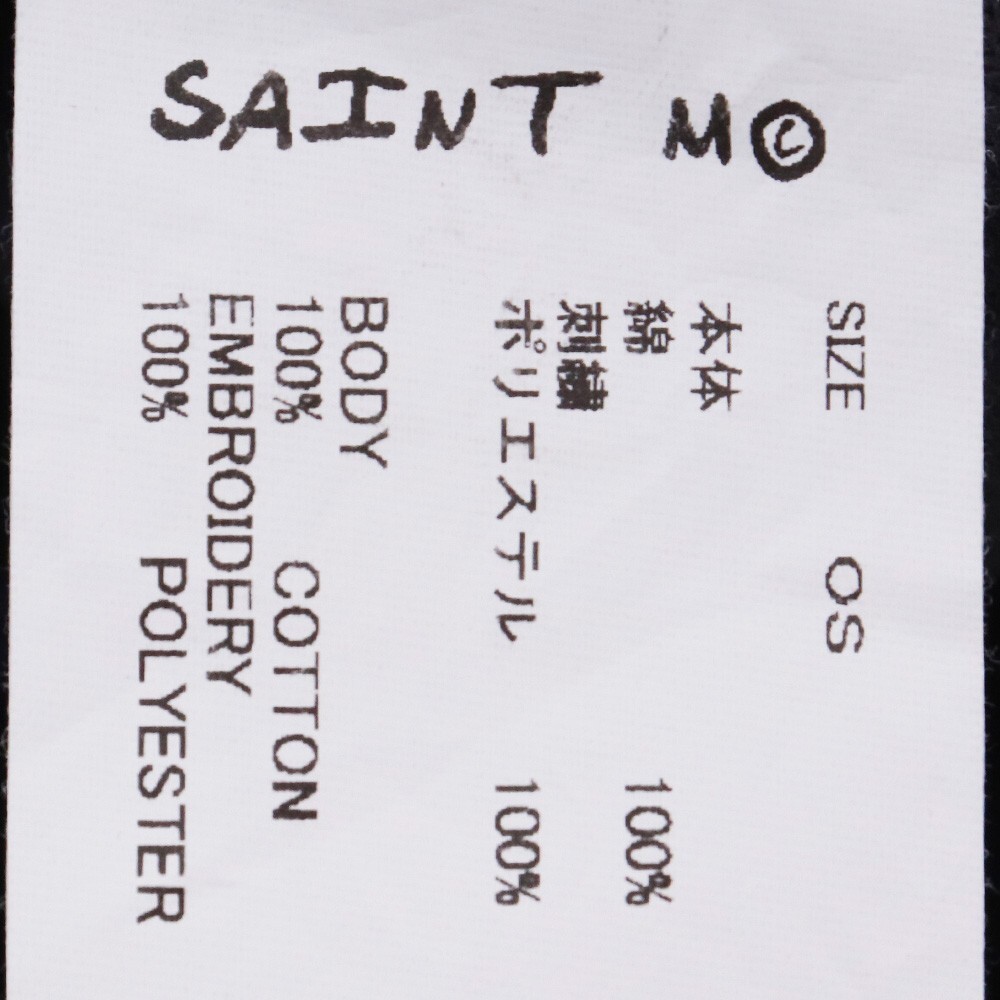 SAINT M©
SIZE OS
本体
綿 100%
刺繍
ポリエステル 100%
BODY
100% COTTON
EMBROIDERY
100% POLYESTER